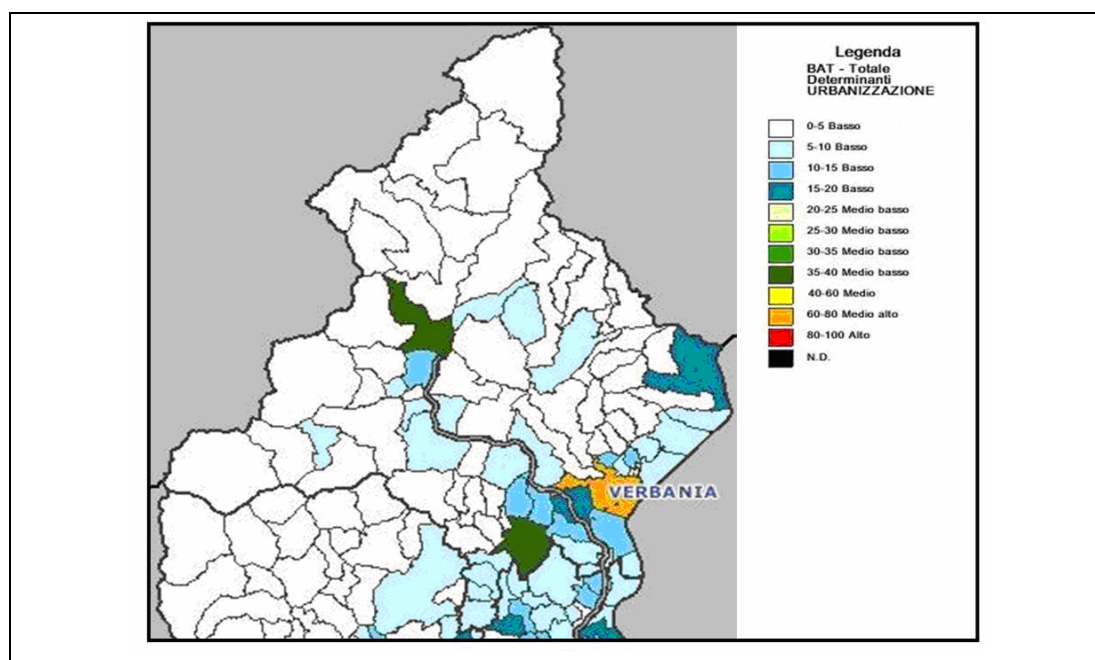 Legenda
BAT - Totale
Determinanti
URBANIZZAZIONE
0-5 Basso
5-10 Basso
10-15 Basso
15-20 Basso
20-25 Medio basso
25-30 Medio basso
30-35 Medio basso
35-40 Medio basso
40-60 Medio
60-80 Medio alto
80-100 Alto
N.D.
VERBANIA